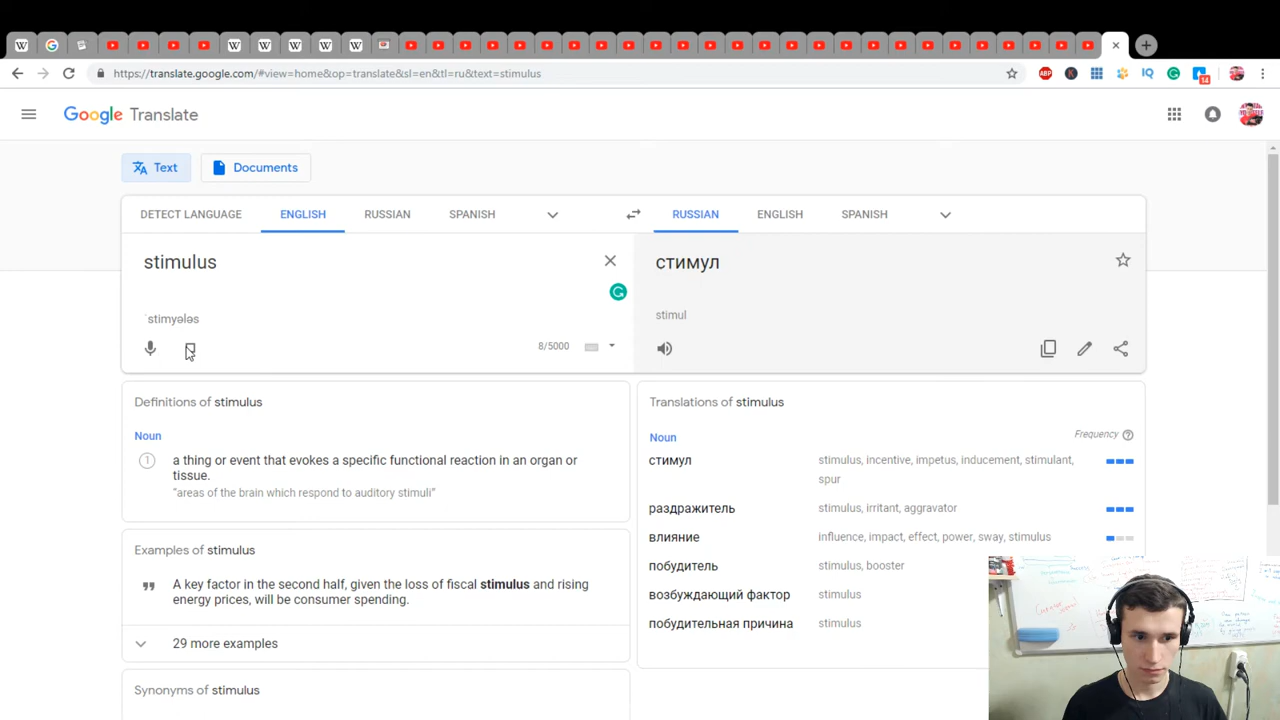 https://translate.google.com/#view=home&op=translate&sl=en&tl=ru&text=stimulus
ABP
K
IQ
14
Google Translate
Text
Documents
DETECT LANGUAGE
ENGLISH
RUSSIAN
SPANISH
RUSSIAN
ENGLISH
SPANISH
stimulus
стимул
ˈstimyələs
stimul
8/5000
Definitions of stimulus
Noun
1
a thing or event that evokes a specific functional reaction in an organ or
tissue.
"areas of the brain which respond to auditory stimuli"
Examples of stimulus
A key factor in the second half, given the loss of fiscal stimulus and rising
energy prices, will be consumer spending.
29 more examples
Synonyms of stimulus
Translations of stimulus
Noun
Frequency
стимул
stimulus, incentive, impetus, inducement, stimulant,
spur
раздражитель
stimulus, irritant, aggravator
влияние
influence, impact, effect, power, sway, stimulus
побудитель
stimulus, booster
возбуждающий фактор
stimulus
побудительная причина
stimulus